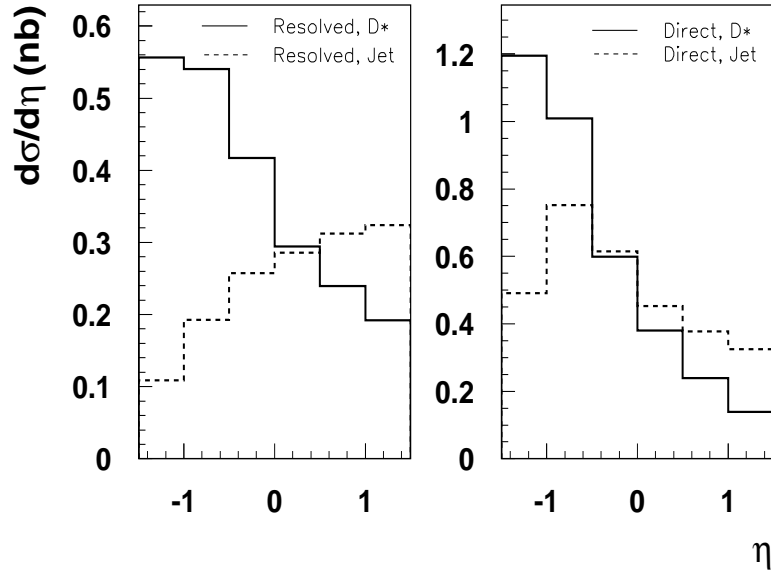 dσ/dη (nb)
Resolved, D*
Resolved, Jet
0.6
0.5
0.4
0.3
0.2
0.1
0
-1 0 1
Direct, D*
Direct, Jet
1.2
1
0.8
0.6
0.4
0.2
0
-1 0 1
η